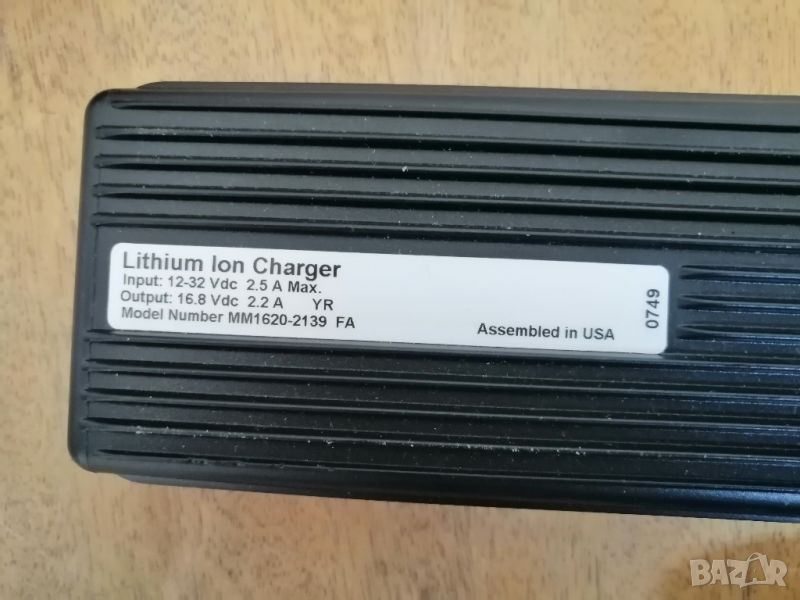 Lithium Ion Charger
Input: 12-32 Vdc 2.5 A Max.
Output: 16.8 Vdc 2.2 A YR
Model Number MM1620-2139 FA
Assembled in USA
0749
BAZAR